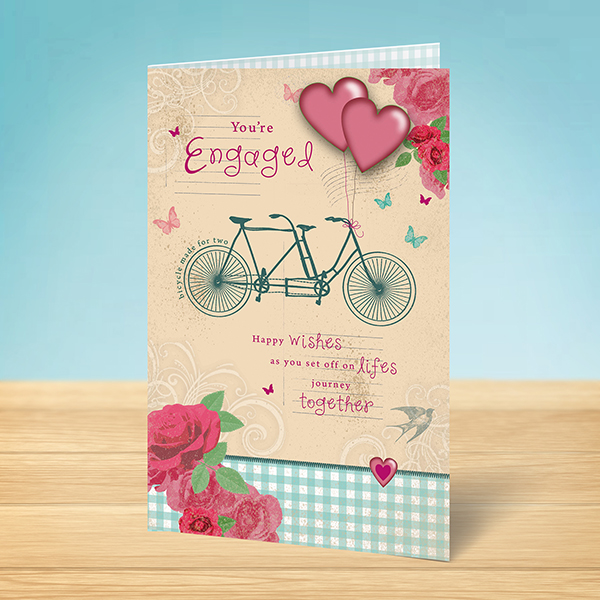 You're
Engaged
bicycle made for two
Happy wishes
as you set off on lifes
journey
together